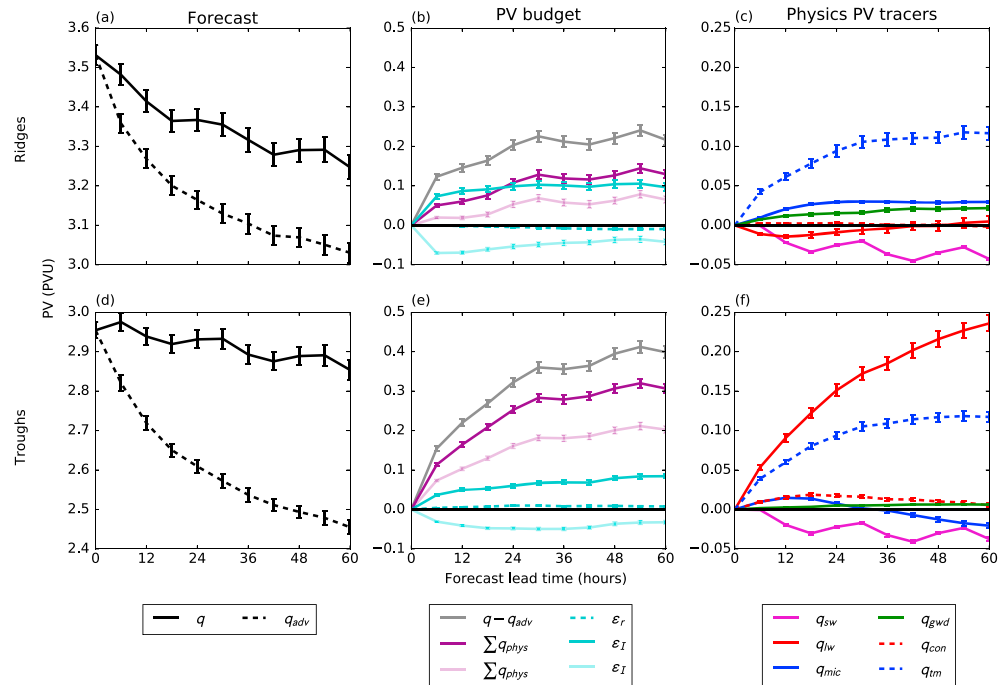 Forecast
PV budget
Physics PV tracers
(a)
(b)
(c)
3.6
3.5
3.4
3.3
3.2
3.1
3.0
0.5
0.4
0.3
0.2
0.1
0.0
−0.1
0.25
0.20
0.15
0.10
0.05
0.00
−0.05
Ridges
PV (PVU)
(d)
(e)
(f)
3.0
2.9
2.8
2.7
2.6
2.5
2.4
0.5
0.4
0.3
0.2
0.1
0.0
−0.1
0.25
0.20
0.15
0.10
0.05
0.00
−0.05
Troughs
0 12 24 36 48 60
0 12 24 36 48 60
0 12 24 36 48 60
Forecast lead time (hours)
q q_adv
q − q_adv ε_r
∑q_phys ε_I
∑q_phys ε_I
q_sw q_gwd
q_lw q_con
q_mic q_tm